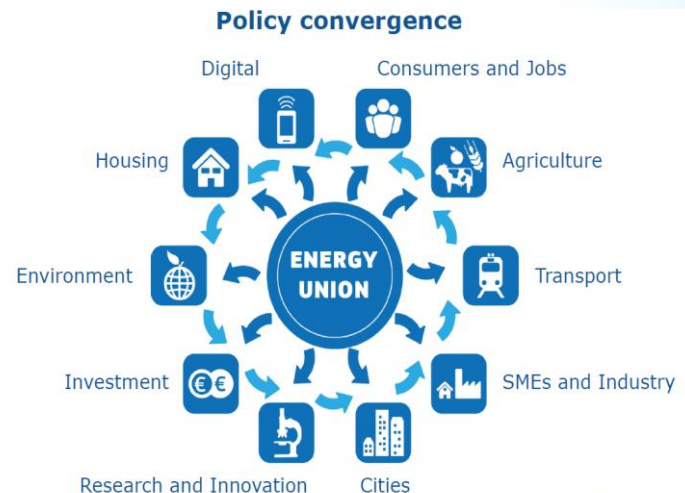 Policy convergence
Digital
Consumers and Jobs
Housing
Agriculture
ENERGY
UNION
Environment
Transport
Investment
€€
SMEs and Industry
Research and Innovation
Cities